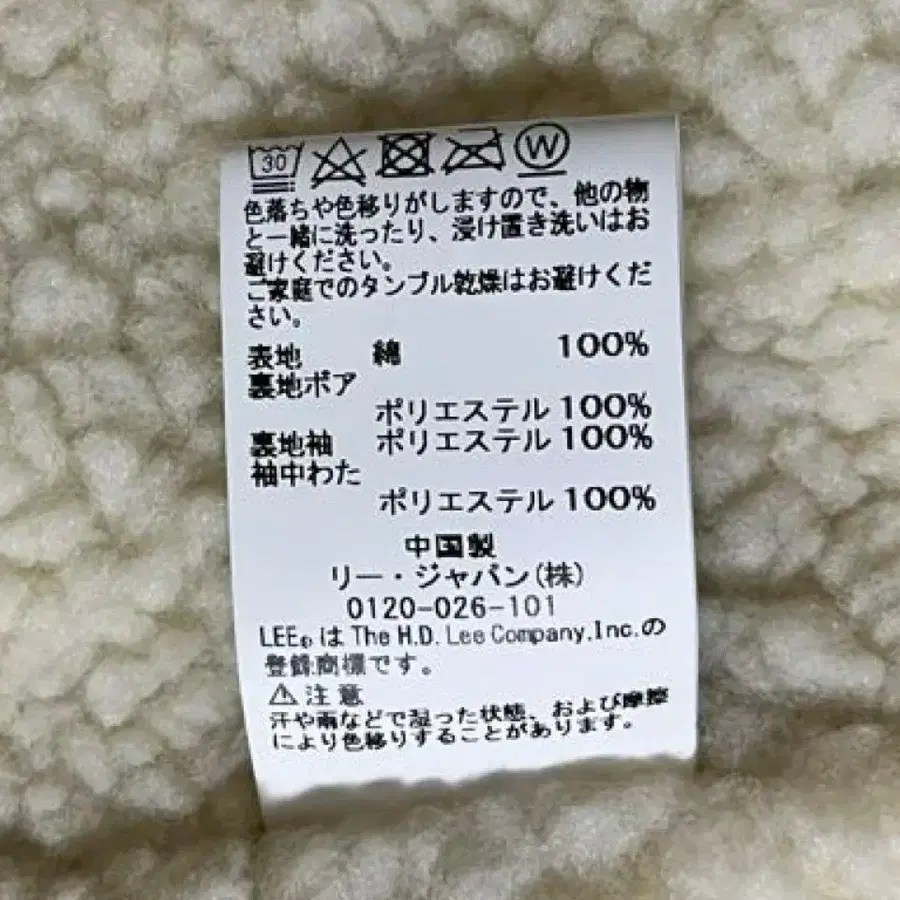 30 W
色落ちや色移りがしますので、他の物
と一緒に洗ったり、浸け置き洗いはお
避けください。
ご家庭でのタンブル乾燥はお避けくだ
さい。
表地 綿 100%
裏地ボア
ポリエステル 100%
裏地袖 ポリエステル 100%
袖中わた
ポリエステル 100%
中国製
リー・ジャパン(株)
0120-026-101
LEE® は The H.D. Lee Company,Inc.の
登録商標です。
⚠ 注意
汗や雨などで湿った状態、および摩擦
により色移りすることがあります。